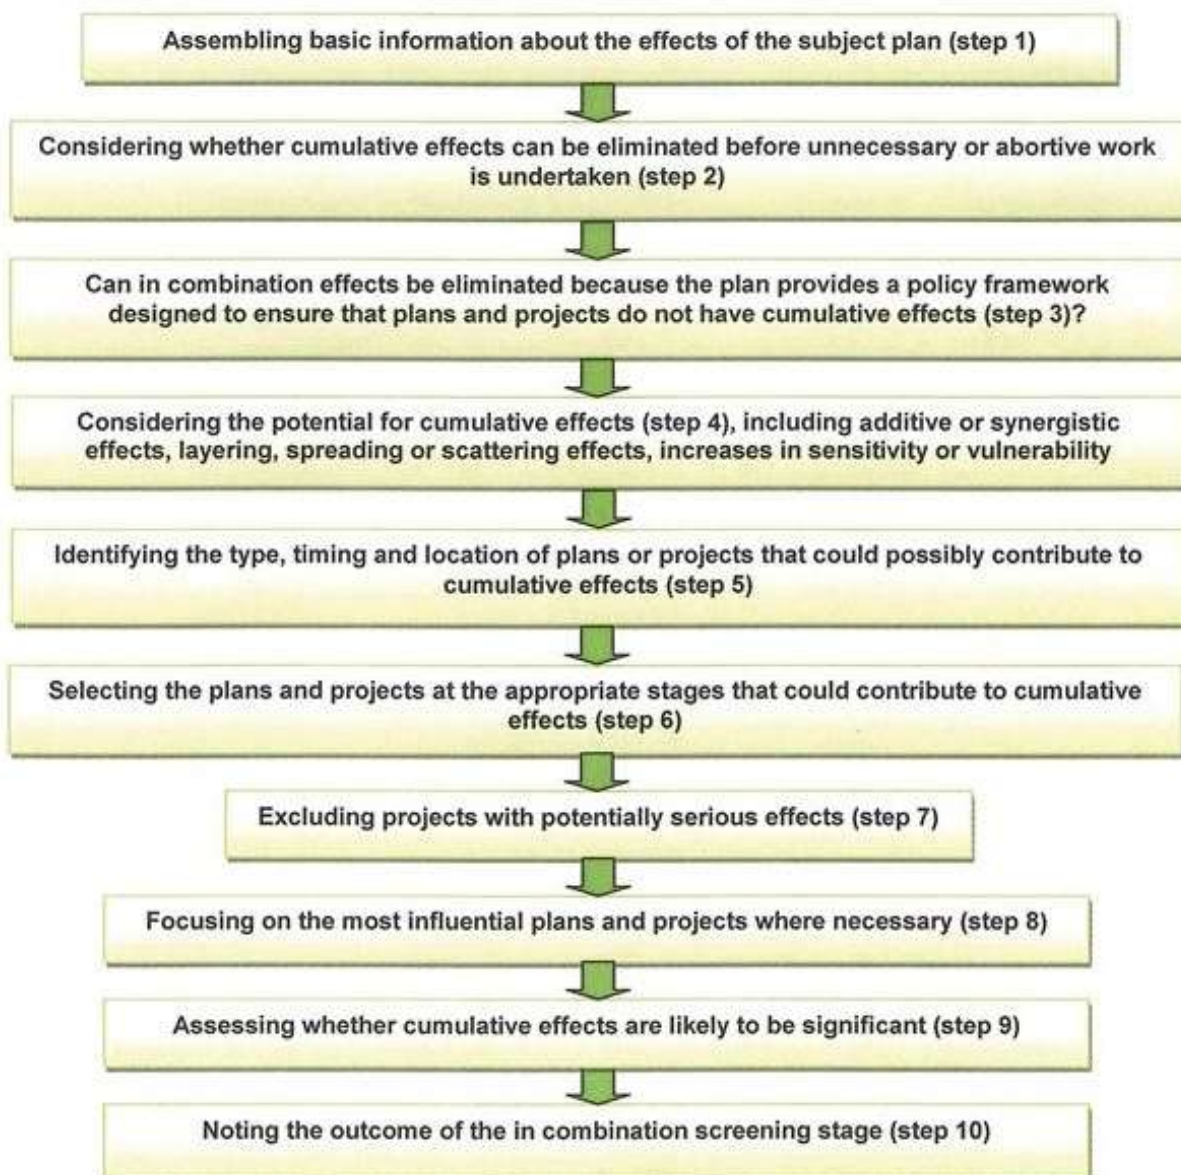 Assembling basic information about the effects of the subject plan (step 1)
Considering whether cumulative effects can be eliminated before unnecessary or abortive work
is undertaken (step 2)
Can in combination effects be eliminated because the plan provides a policy framework
designed to ensure that plans and projects do not have cumulative effects (step 3)?
Considering the potential for cumulative effects (step 4), including additive or synergistic
effects, layering, spreading or scattering effects, increases in sensitivity or vulnerability
Identifying the type, timing and location of plans or projects that could possibly contribute to
cumulative effects (step 5)
Selecting the plans and projects at the appropriate stages that could contribute to cumulative
effects (step 6)
Excluding projects with potentially serious effects (step 7)
Focusing on the most influential plans and projects where necessary (step 8)
Assessing whether cumulative effects are likely to be significant (step 9)
Noting the outcome of the in combination screening stage (step 10)